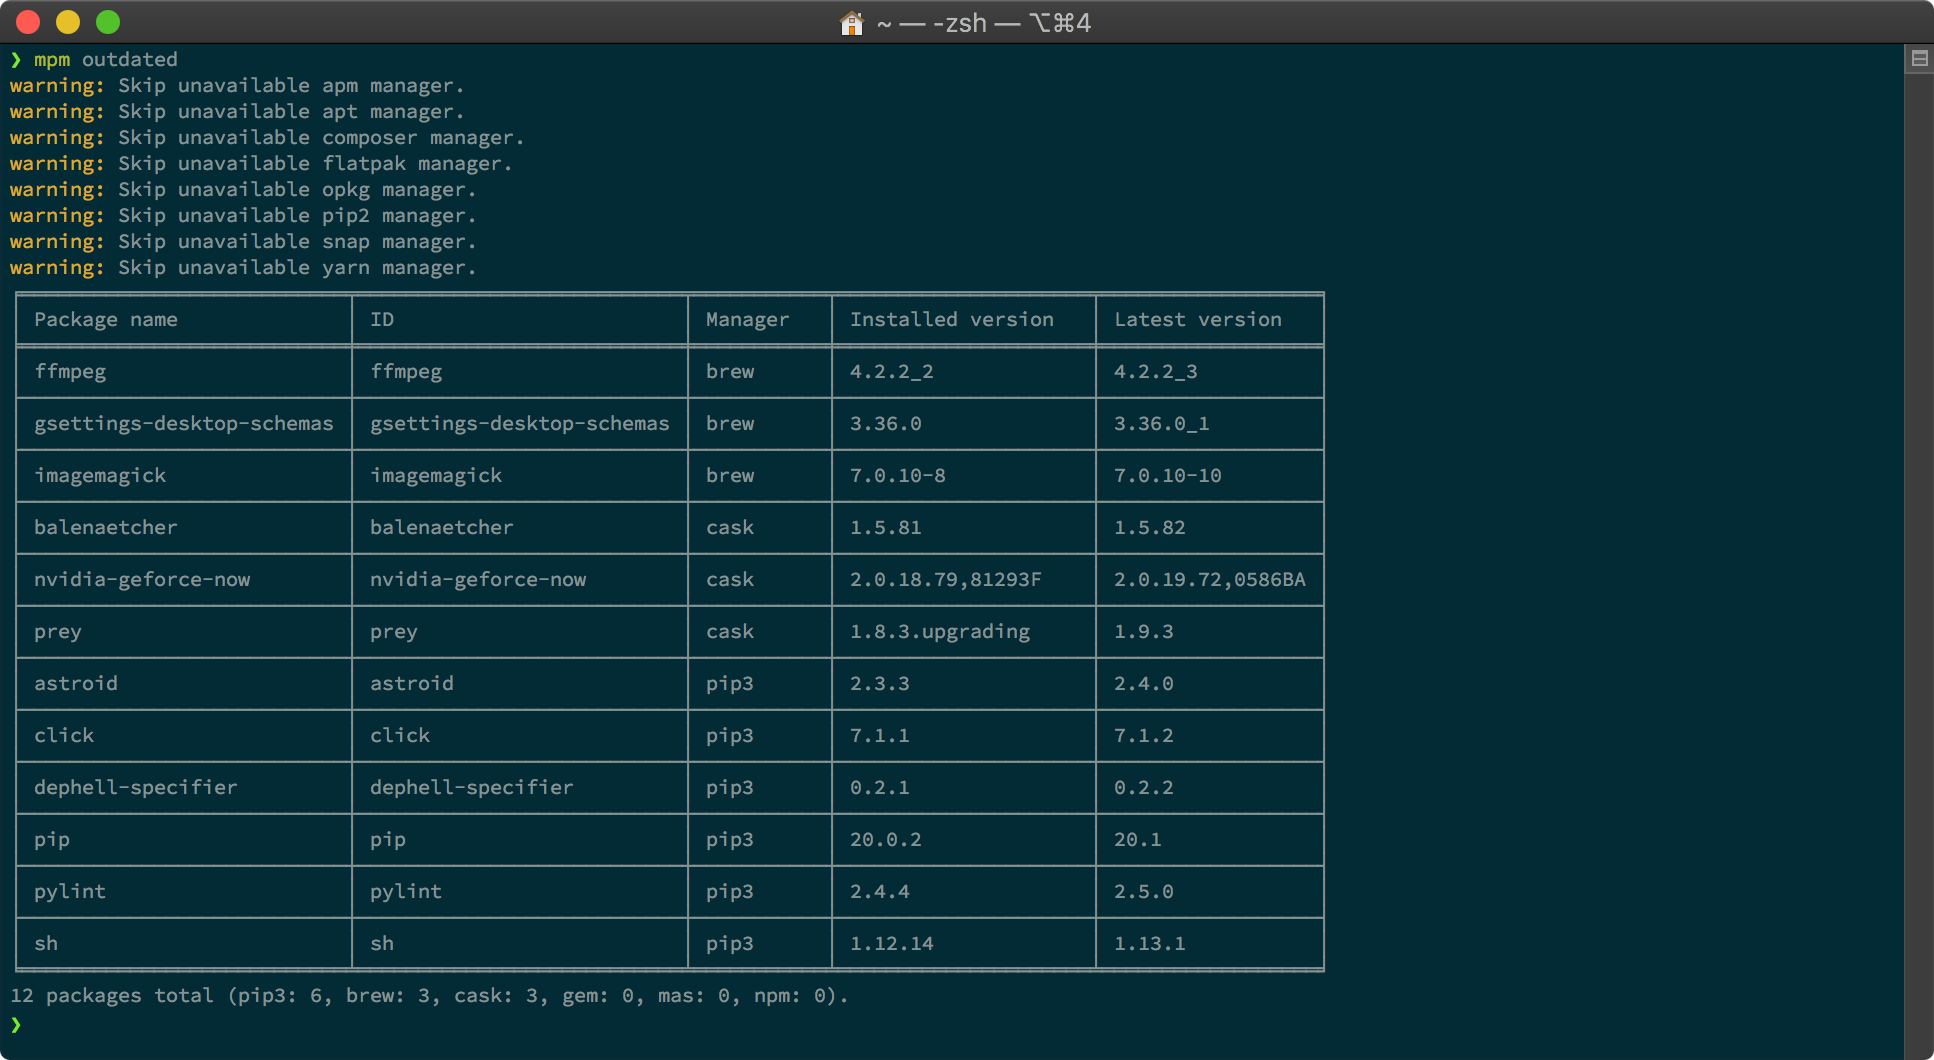 ~ — -zsh — ⌥⌘4
❯ mpm outdated
warning: Skip unavailable apm manager.
warning: Skip unavailable apt manager.
warning: Skip unavailable composer manager.
warning: Skip unavailable flatpak manager.
warning: Skip unavailable opkg manager.
warning: Skip unavailable pip2 manager.
warning: Skip unavailable snap manager.
warning: Skip unavailable yarn manager.
Package name ID Manager Installed version Latest version
ffmpeg ffmpeg brew 4.2.2_2 4.2.2_3
gsettings-desktop-schemas gsettings-desktop-schemas brew 3.36.0 3.36.0_1
imagemagick imagemagick brew 7.0.10-8 7.0.10-10
balenaetcher balenaetcher cask 1.5.81 1.5.82
nvidia-geforce-now nvidia-geforce-now cask 2.0.18.79,81293F 2.0.19.72,0586BA
prey prey cask 1.8.3.upgrading 1.9.3
astroid astroid pip3 2.3.3 2.4.0
click click pip3 7.1.1 7.1.2
dephell-specifier dephell-specifier pip3 0.2.1 0.2.2
pip pip pip3 20.0.2 20.1
pylint pylint pip3 2.4.4 2.5.0
sh sh pip3 1.12.14 1.13.1
12 packages total (pip3: 6, brew: 3, cask: 3, gem: 0, mas: 0, npm: 0).
❯